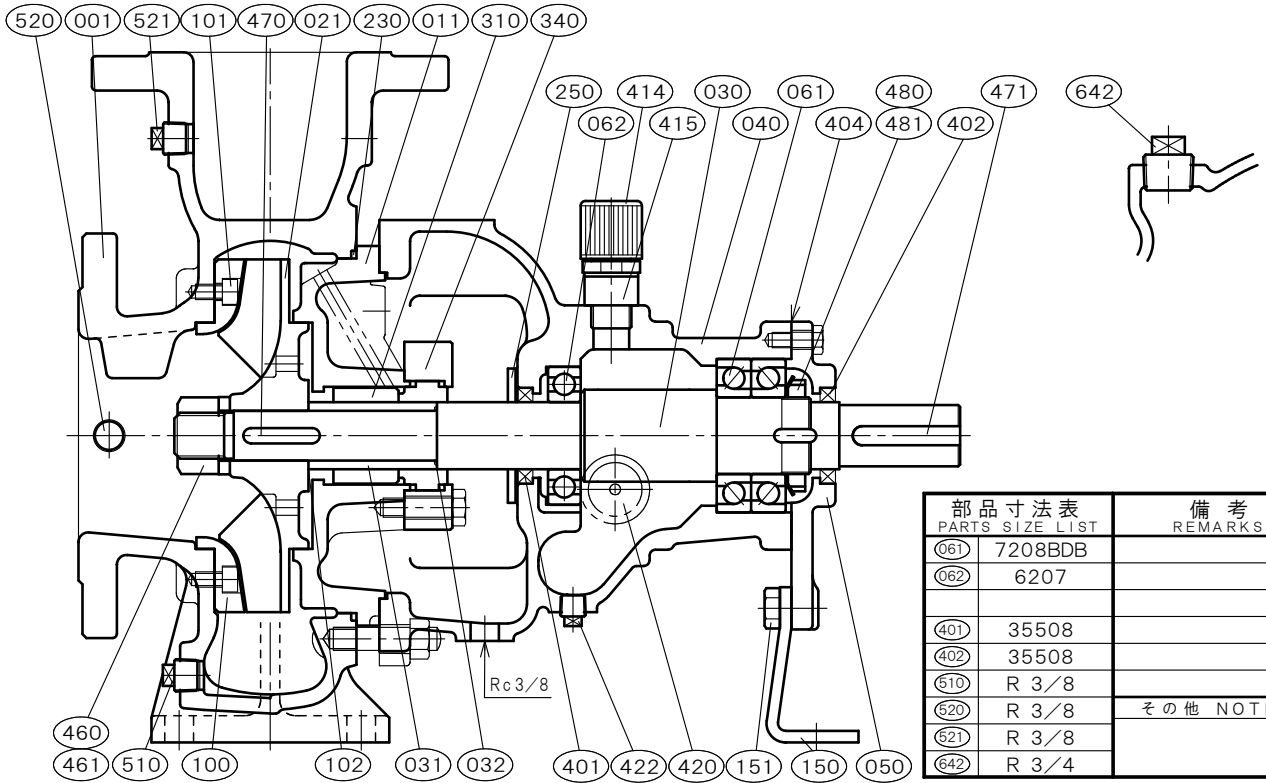 520 001 521 101 470 021 230 011 310 340
250 414 030 061 480 471 642
062 415 040 404 481 402
Rc3/8
460
461 510 100 102 031 032 401 422 420 151 150 050
部品寸法表 備考
PARTS SIZE LIST REMARKS
061 7208BDB
062 6207
401 35508
402 35508
510 R 3/8
520 R 3/8 その他
521 R 3/8
642 R 3/4